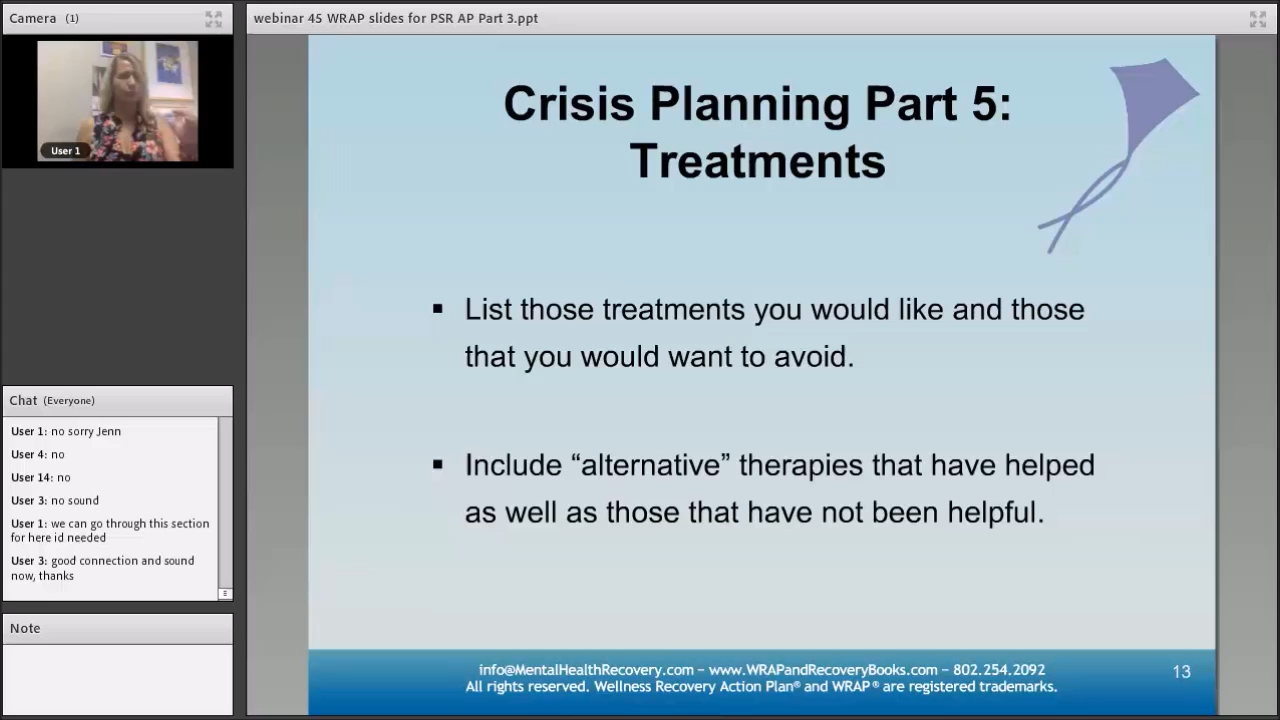 Camera (1)
User 1
Chat (Everyone)
User 1: no sorry Jenn
User 4: no
User 14: no
User 3: no sound
User 1: we can go through this section
for here id needed
User 3: good connection and sound
now, thanks
Note
webinar 45 WRAP slides for PSR AP Part 3.ppt
Crisis Planning Part 5:
Treatments
▪ List those treatments you would like and those
that you would want to avoid.
▪ Include “alternative” therapies that have helped
as well as those that have not been helpful.
info@MentalHealthRecovery.com – www.WRAPandRecoveryBooks.com – 802.254.2092
All rights reserved. Wellness Recovery Action Plan® and WRAP® are registered trademarks.
13